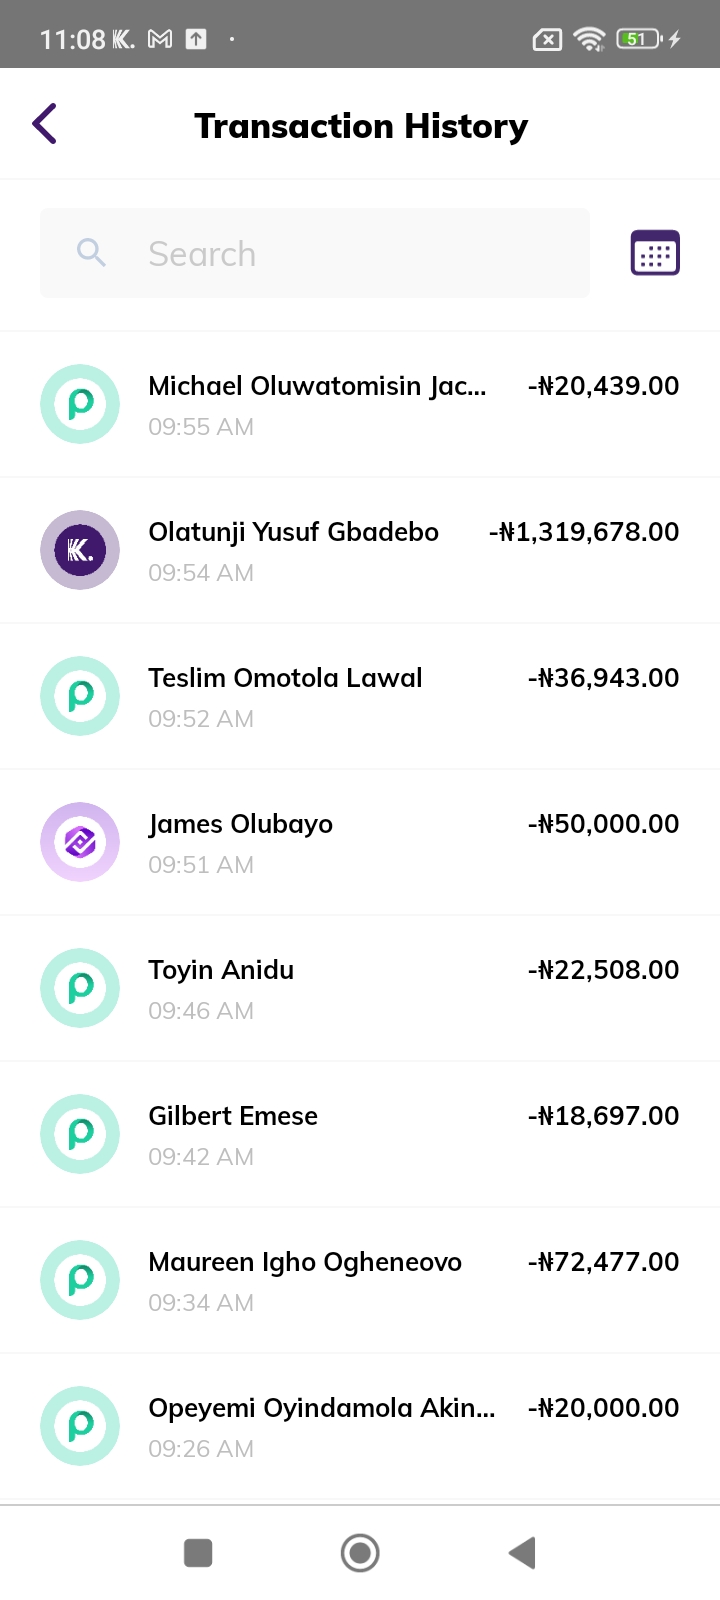 11:08 K.
51
Transaction History
Search
Michael Oluwatomisin Jac... -₦20,439.00
09:55 AM
K.
Olatunji Yusuf Gbadebo -₦1,319,678.00
09:54 AM
Teslim Omotola Lawal -₦36,943.00
09:52 AM
James Olubayo -₦50,000.00
09:51 AM
Toyin Anidu -₦22,508.00
09:46 AM
Gilbert Emese -₦18,697.00
09:42 AM
Maureen Igho Ogheneovo -₦72,477.00
09:34 AM
Opeyemi Oyindamola Akin... -₦20,000.00
09:26 AM